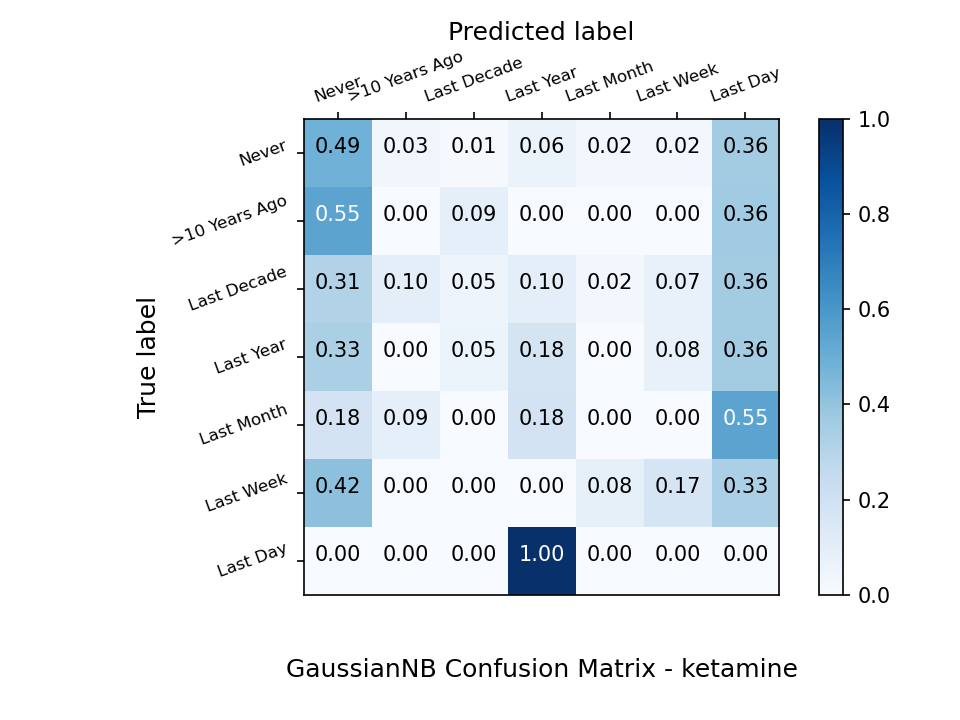 Predicted label
Never >10 Years Ago Last Decade Last Year Last Month Last Week Last Day
Never 0.49 0.03 0.01 0.06 0.02 0.02 0.36
>10 Years Ago 0.55 0.00 0.09 0.00 0.00 0.00 0.36
Last Decade 0.31 0.10 0.05 0.10 0.02 0.07 0.36
Last Year 0.33 0.00 0.05 0.18 0.00 0.08 0.36
Last Month 0.18 0.09 0.00 0.18 0.00 0.00 0.55
Last Week 0.42 0.00 0.00 0.00 0.08 0.17 0.33
Last Day 0.00 0.00 0.00 1.00 0.00 0.00 0.00
True label
1.0
0.8
0.6
0.4
0.2
0.0
GaussianNB Confusion Matrix - ketamine